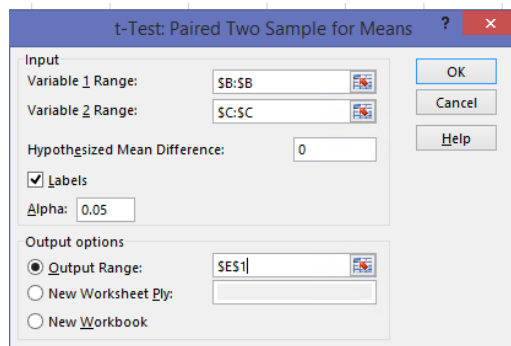 t-Test: Paired Two Sample for Means ? ×
Input
Variable 1 Range: $B:$B
Variable 2 Range: $C:$C
Hypothesized Mean Difference: 0
Labels
Alpha: 0.05
Output options
Output Range: $E$1
New Worksheet Ply:
New Workbook
OK
Cancel
Help